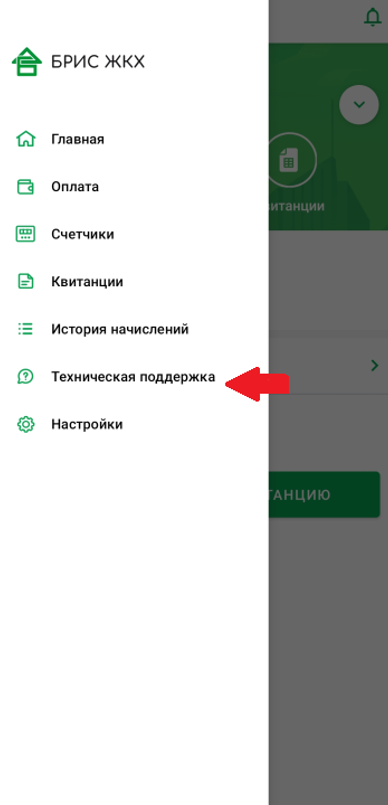 БРИС ЖКХ
Главная
Оплата
Счетчики
Квитанции
витанции
История начислений
Техническая поддержка
Настройки
ТАНЦИЮ